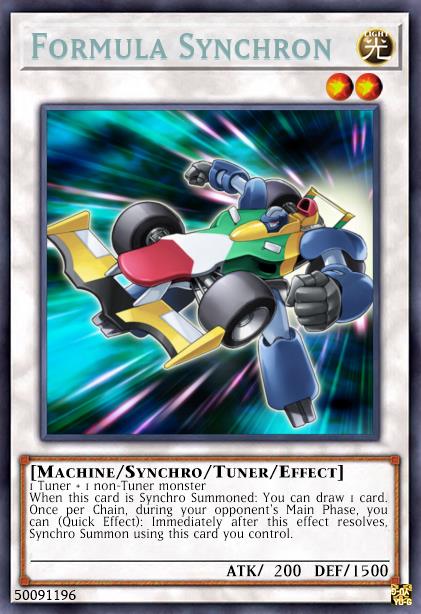 FORMULA SYNCHRON
LIGHT
光
[MACHINE/SYNCHRO/TUNER/EFFECT]
1 Tuner + 1 non-Tuner monster
When this card is Synchro Summoned: You can draw 1 card.
Once per Chain, during your opponent's Main Phase, you
can (Quick Effect): Immediately after this effect resolves,
Synchro Summon using this card you control.
ATK/ 200 DEF/1500
50091196